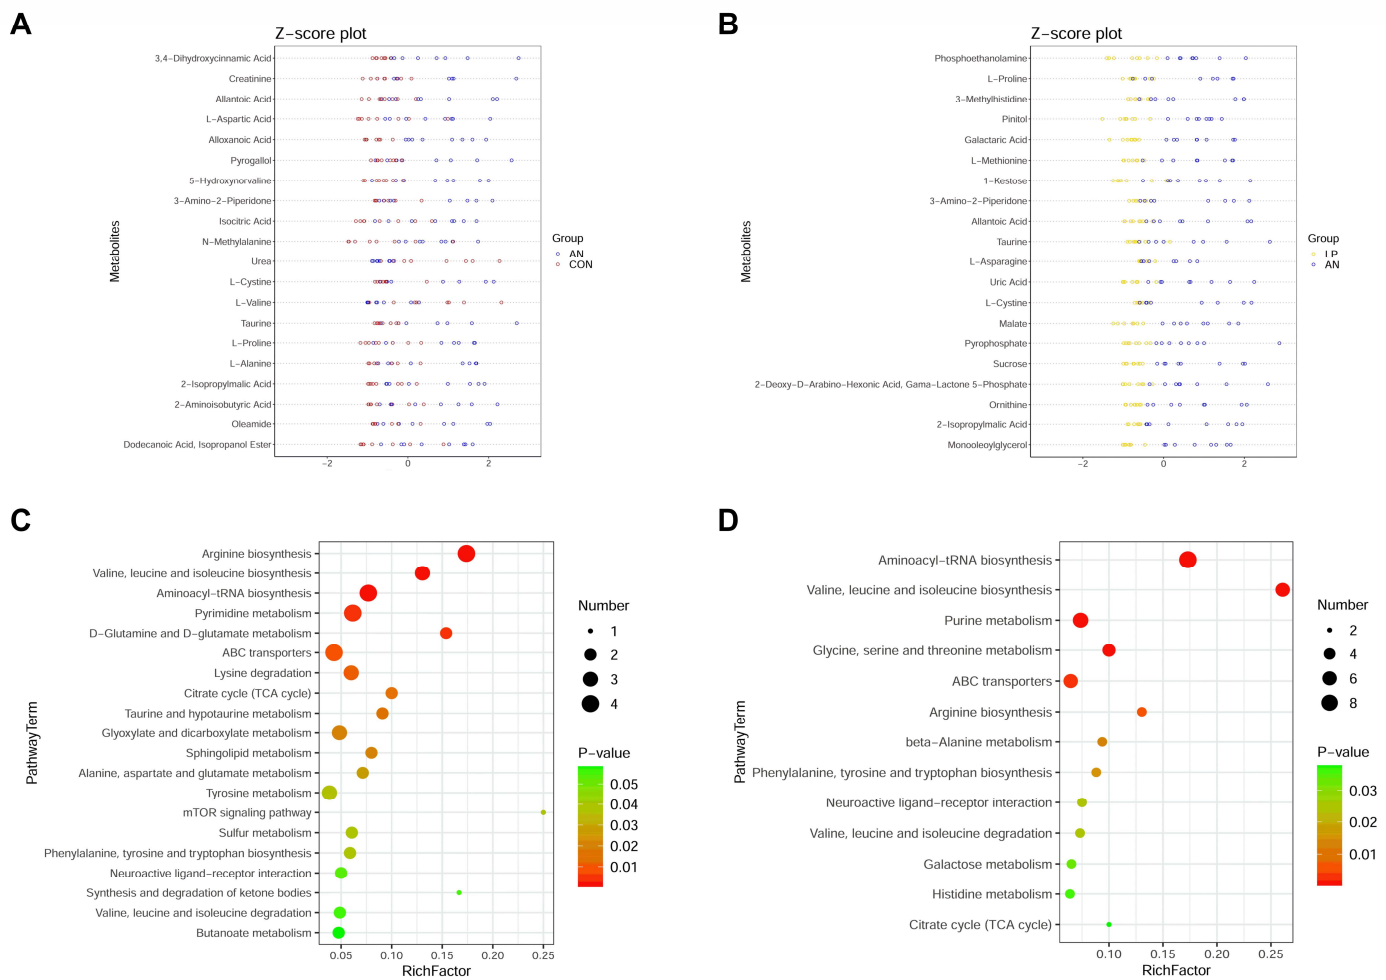 A
Z-score plot
3,4-Dihydroxycinnamic Acid
Creatinine
Allantoic Acid
L-Aspartic Acid
Alloxanoic Acid
Pyrogallol
5-Hydroxynorvaline
3-Amino-2-Piperidone
Isocitric Acid
N-Methylalanine
Urea
L-Cystine
L-Valine
Taurine
L-Proline
L-Alanine
2-Isopropylmalic Acid
2-Aminoisobutyric Acid
Oleamide
Dodecanoic Acid, Isopropanol Ester
Metabolites
-2 0 2
Group
AN
CON
B
Z-score plot
Phosphoethanolamine
L-Proline
3-Methylhistidine
Pinitol
Galactaric Acid
L-Methionine
1-Kestose
3-Amino-2-Piperidone
Allantoic Acid
Taurine
L-Asparagine
Uric Acid
L-Cystine
Malate
Pyrophosphate
Sucrose
2-Deoxy-D-Arabino-Hexonic Acid, Gama-Lactone 5-Phosphate
Ornithine
2-Isopropylmalic Acid
Monooleoylglycerol
Metabolites
-2 0 2
Group
LP
AN
C
Arginine biosynthesis
Valine, leucine and isoleucine biosynthesis
Aminoacyl-tRNA biosynthesis
Pyrimidine metabolism
D-Glutamine and D-glutamate metabolism
ABC transporters
Lysine degradation
Citrate cycle (TCA cycle)
Taurine and hypotaurine metabolism
Glyoxylate and dicarboxylate metabolism
Sphingolipid metabolism
Alanine, aspartate and glutamate metabolism
Tyrosine metabolism
mTOR signaling pathway
Sulfur metabolism
Phenylalanine, tyrosine and tryptophan biosynthesis
Neuroactive ligand-receptor interaction
Synthesis and degradation of ketone bodies
Valine, leucine and isoleucine degradation
Butanoate metabolism
PathwayTerm
0.05 0.10 0.15 0.20 0.25
RichFactor
Number
1
2
3
4
P-value
0.05
0.04
0.03
0.02
0.01
D
Aminoacyl-tRNA biosynthesis
Valine, leucine and isoleucine biosynthesis
Purine metabolism
Glycine, serine and threonine metabolism
ABC transporters
Arginine biosynthesis
beta-Alanine metabolism
Phenylalanine, tyrosine and tryptophan biosynthesis
Neuroactive ligand-receptor interaction
Valine, leucine and isoleucine degradation
Galactose metabolism
Histidine metabolism
Citrate cycle (TCA cycle)
PathwayTerm
0.10 0.15 0.20 0.25
RichFactor
Number
2
4
6
8
P-value
0.03
0.02
0.01